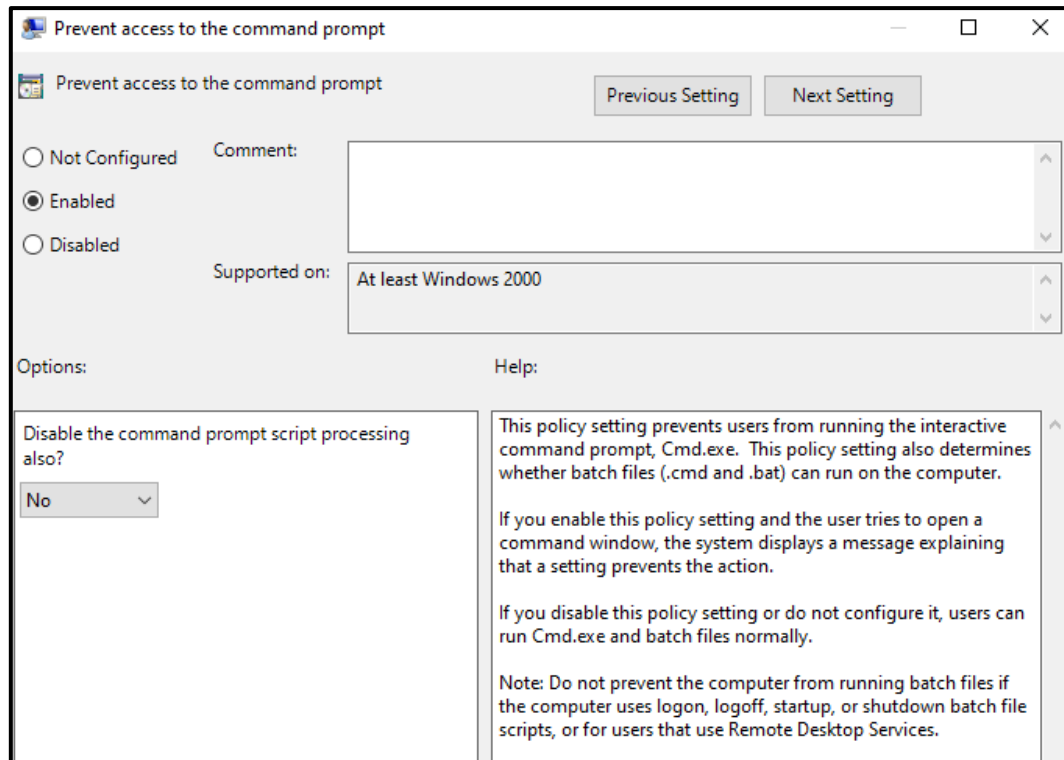 Prevent access to the command prompt
Prevent access to the command prompt
Previous Setting
Next Setting
Not Configured
Comment:
Enabled
Disabled
Supported on:
At least Windows 2000
Options:
Help:
Disable the command prompt script processing
also?
No
This policy setting prevents users from running the interactive
command prompt, Cmd.exe.  This policy setting also determines
whether batch files (.cmd and .bat) can run on the computer.
If you enable this policy setting and the user tries to open a
command window, the system displays a message explaining
that a setting prevents the action.
If you disable this policy setting or do not configure it, users can
run Cmd.exe and batch files normally.
Note: Do not prevent the computer from running batch files if
the computer uses logon, logoff, startup, or shutdown batch file
scripts, or for users that use Remote Desktop Services.